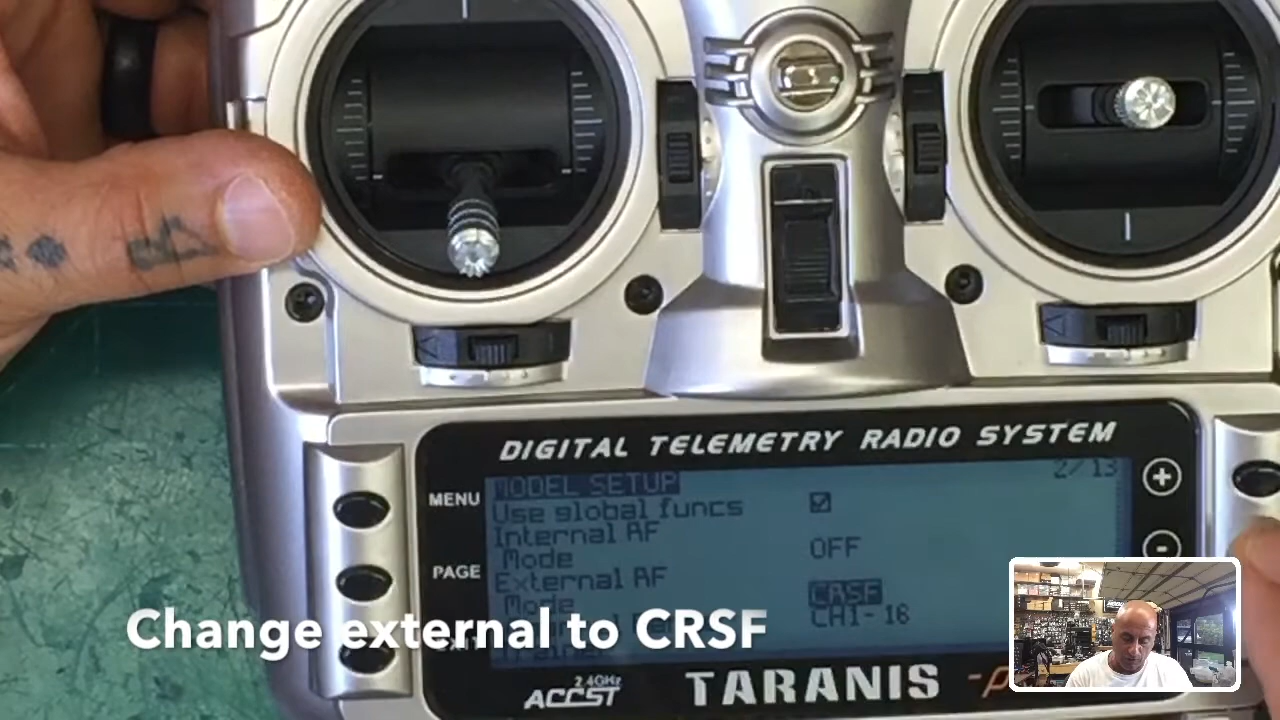 DIGITAL TELEMETRY RADIO SYSTEM
MODEL SETUP 2/13
MENU
Use global funcs
Internal RF
Mode OFF
External RF
PAGE
Mode CRSF
CH1-16
Change external to CRSF
2.4GHz
ACCST
TARANIS
+
-